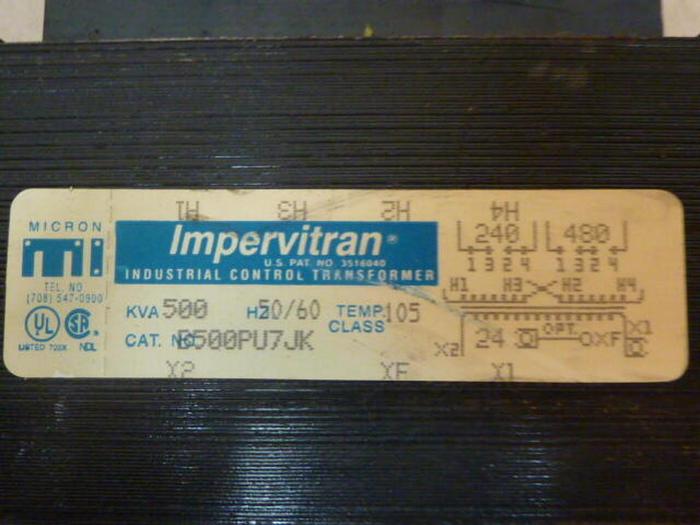 H1 H3 H2 H4
MICRON
TEL. NO
(708) 547-0900
UL
LISTED 702X
NDL
Impervitran®
U.S. PAT. NO 3516040
INDUSTRIAL CONTROL TRANSFORMER
KVA 500 HZ 50/60 TEMP. CLASS 105
CAT. NO. B500PU7JK
240 480
1 3 2 4 1 3 2 4
H1 H3 H2 H4
X2 24 OPT. XF X1
X2 XF X1